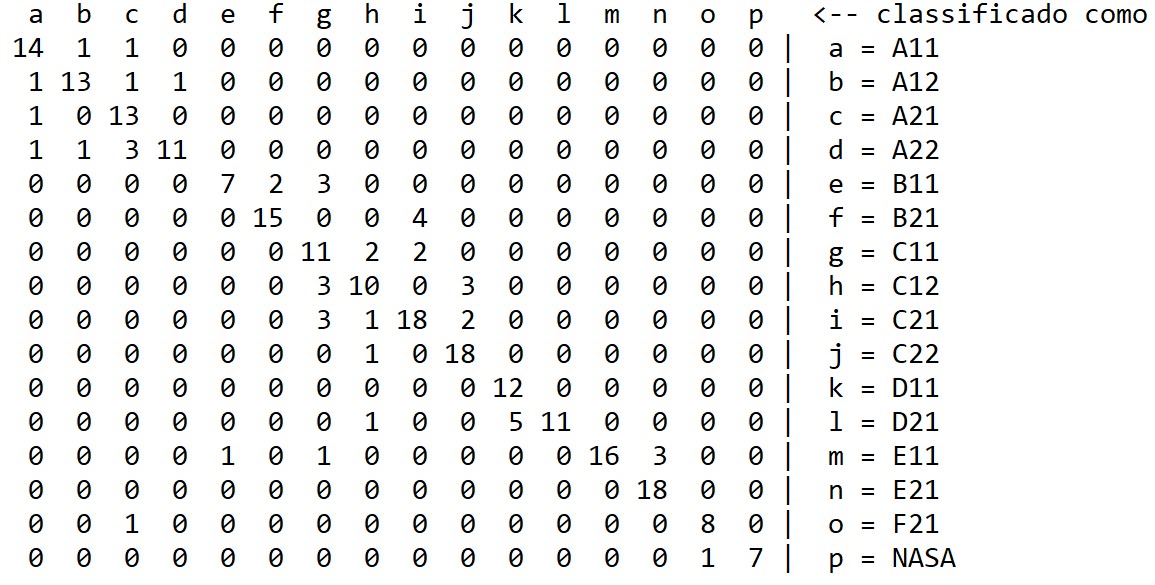 a b c d e f g h i j k l m n o p <-- classificado como
14 1 1 0 0 0 0 0 0 0 0 0 0 0 0 0 | a = A11
1 13 1 1 0 0 0 0 0 0 0 0 0 0 0 0 | b = A12
1 0 13 0 0 0 0 0 0 0 0 0 0 0 0 0 | c = A21
1 1 3 11 0 0 0 0 0 0 0 0 0 0 0 0 | d = A22
0 0 0 0 7 2 3 0 0 0 0 0 0 0 0 0 | e = B11
0 0 0 0 0 15 0 0 4 0 0 0 0 0 0 0 | f = B21
0 0 0 0 0 0 11 2 2 0 0 0 0 0 0 0 | g = C11
0 0 0 0 0 0 3 10 0 3 0 0 0 0 0 0 | h = C12
0 0 0 0 0 0 3 1 18 2 0 0 0 0 0 0 | i = C21
0 0 0 0 0 0 0 1 0 18 0 0 0 0 0 0 | j = C22
0 0 0 0 0 0 0 0 0 0 12 0 0 0 0 0 | k = D11
0 0 0 0 0 0 0 1 0 0 5 11 0 0 0 0 | l = D21
0 0 0 0 1 0 1 0 0 0 0 0 16 3 0 0 | m = E11
0 0 0 0 0 0 0 0 0 0 0 0 0 18 0 0 | n = E21
0 0 1 0 0 0 0 0 0 0 0 0 0 0 8 0 | o = F21
0 0 0 0 0 0 0 0 0 0 0 0 0 0 1 7 | p = NASA